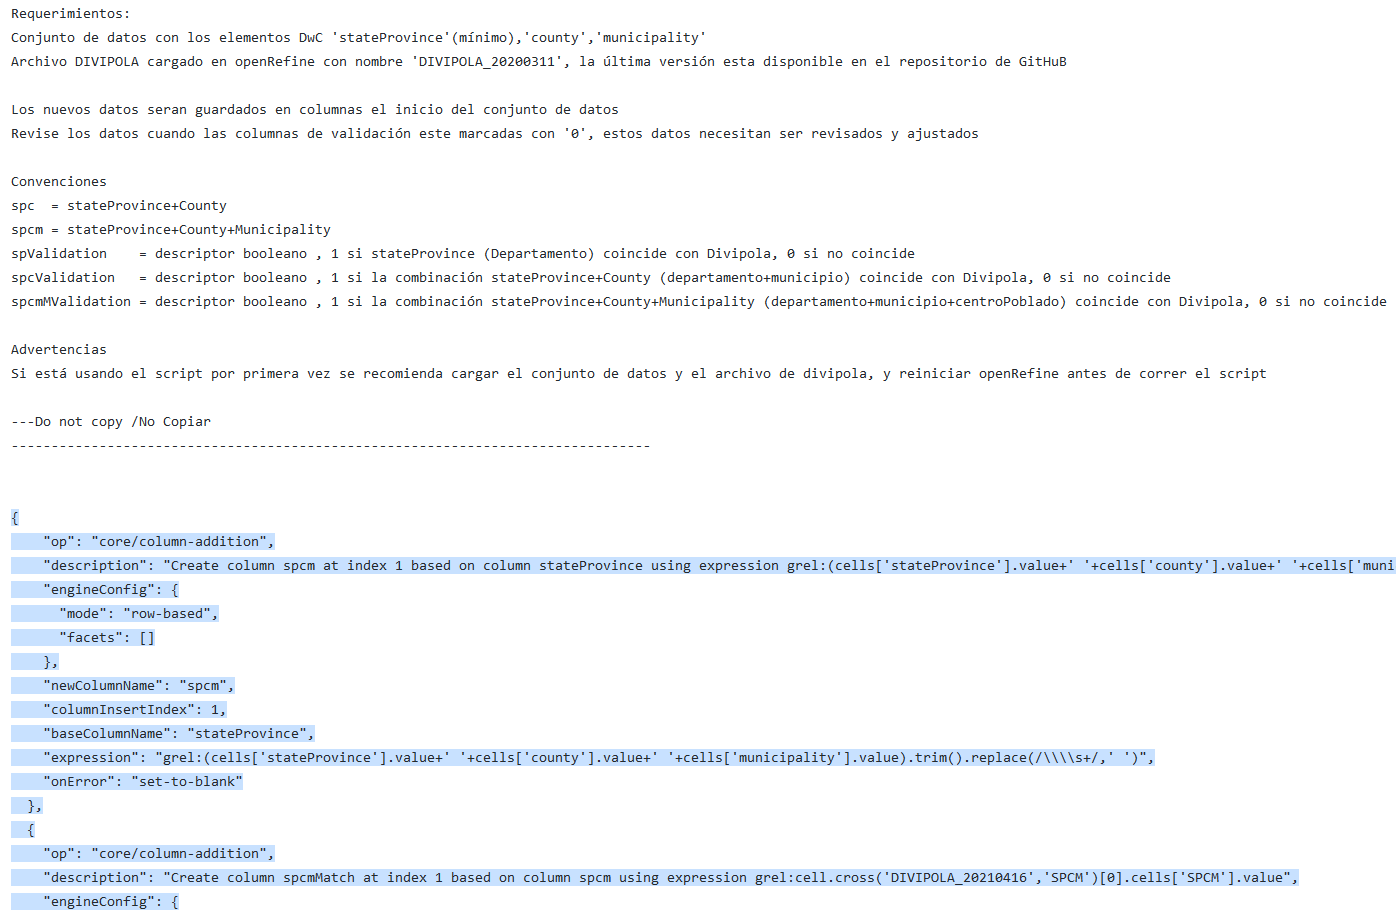 Requerimientos:
Conjunto de datos con los elementos DwC 'stateProvince'(mínimo),'county','municipality'
Archivo DIVIPOLA cargado en openRefine con nombre 'DIVIPOLA_20200311', la última versión esta disponible en el repositorio de GitHuB
Los nuevos datos seran guardados en columnas el inicio del conjunto de datos
Revise los datos cuando las columnas de validación este marcadas con '0', estos datos necesitan ser revisados y ajustados
Convenciones
spc  = stateProvince+County
spcm = stateProvince+County+Municipality
spValidation    = descriptor booleano , 1 si stateProvince (Departamento) coincide con Divipola, 0 si no coincide
spcValidation   = descriptor booleano , 1 si la combinación stateProvince+County (departamento+municipio) coincide con Divipola, 0 si no coincide
spcmMValidation = descriptor booleano , 1 si la combinación stateProvince+County+Municipality (departamento+municipio+centroPoblado) coincide con Divipola, 0 si no coincide
Advertencias
Si está usando el script por primera vez se recomienda cargar el conjunto de datos y el archivo de divipola, y reiniciar openRefine antes de correr el script
---Do not copy /No Copiar
--------------------------------------------------------------------------------
{
    "op": "core/column-addition",
    "description": "Create column spcm at index 1 based on column stateProvince using expression grel:(cells['stateProvince'].value+' '+cells['county'].value+' '+cells['muni
    "engineConfig": {
      "mode": "row-based",
      "facets": []
    },
    "newColumnName": "spcm",
    "columnInsertIndex": 1,
    "baseColumnName": "stateProvince",
    "expression": "grel:(cells['stateProvince'].value+' '+cells['county'].value+' '+cells['municipality'].value).trim().replace(/\\\\s+/,' ')",
    "onError": "set-to-blank"
  },
  {
    "op": "core/column-addition",
    "description": "Create column spcmMatch at index 1 based on column spcm using expression grel:cell.cross('DIVIPOLA_20210416','SPCM')[0].cells['SPCM'].value",
    "engineConfig": {